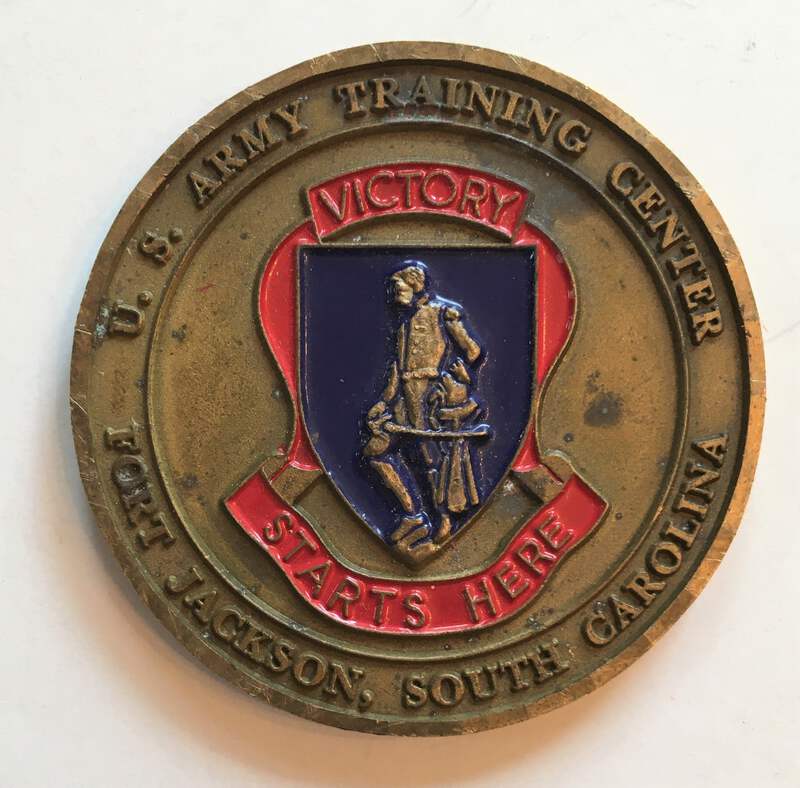 U. S. ARMY TRAINING CENTER
VICTORY
STARTS HERE
FORT JACKSON, SOUTH CAROLINA